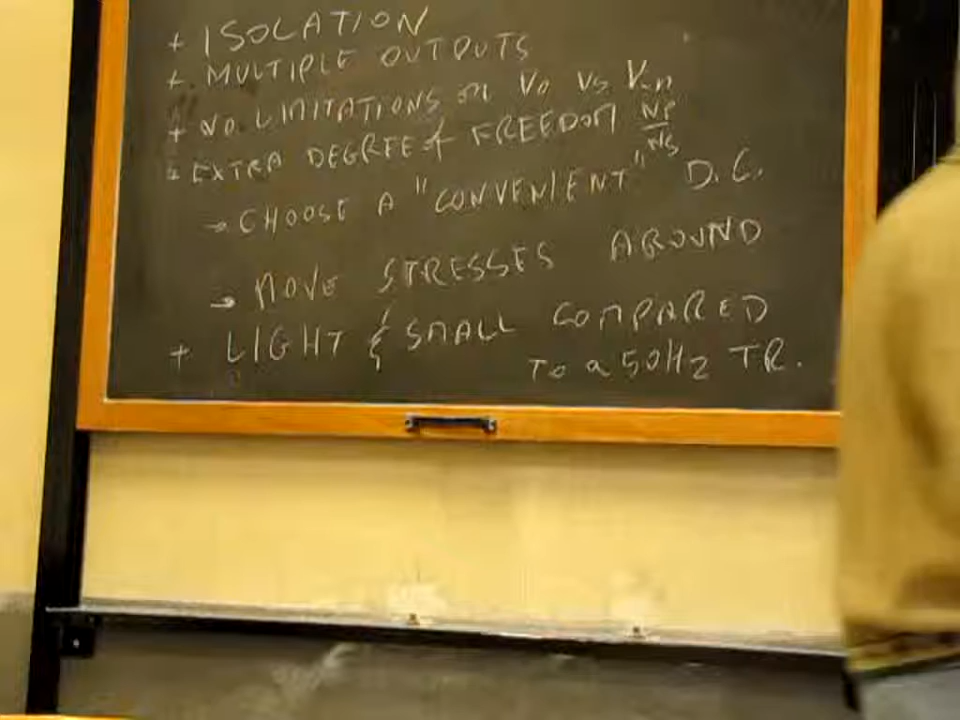 + ISOLATION
+ MULTIPLE OUTPUTS
+ NO LIMITATIONS on Vo Vs. Vin
+ EXTRA DEGREE of FREEDOM NP/NS
→ CHOOSE A "CONVENIENT" D.C.
→ MOVE STRESSES AROUND
+ LIGHT & SMALL COMPARED
To a 50Hz TR.